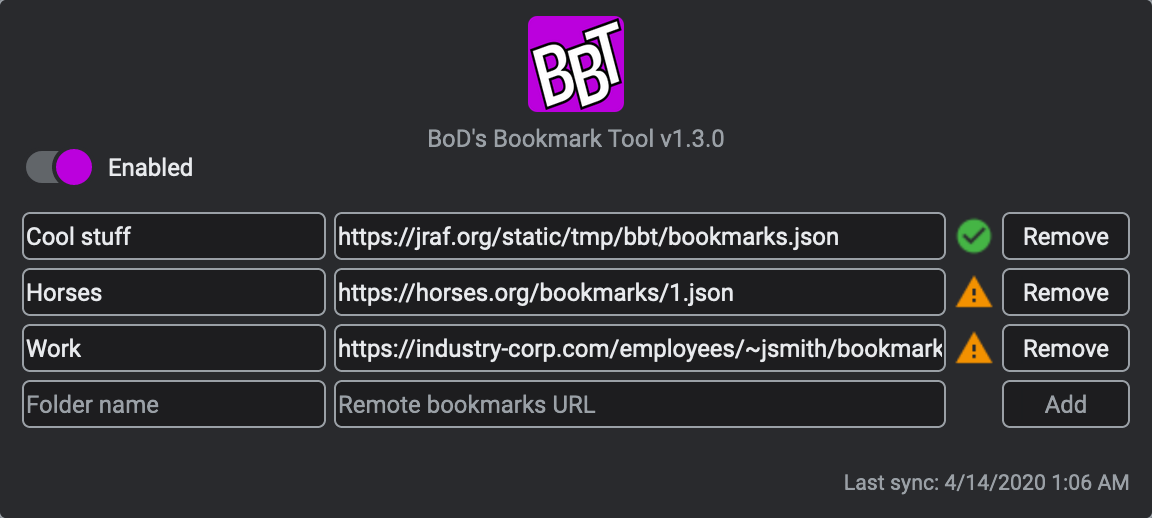 BBT
BoD's Bookmark Tool v1.3.0
Enabled
Cool stuff https://jraf.org/static/tmp/bbt/bookmarks.json Remove
Horses https://horses.org/bookmarks/1.json Remove
Work https://industry-corp.com/employees/~jsmith/bookmark Remove
Folder name Remote bookmarks URL Add
Last sync: 4/14/2020 1:06 AM